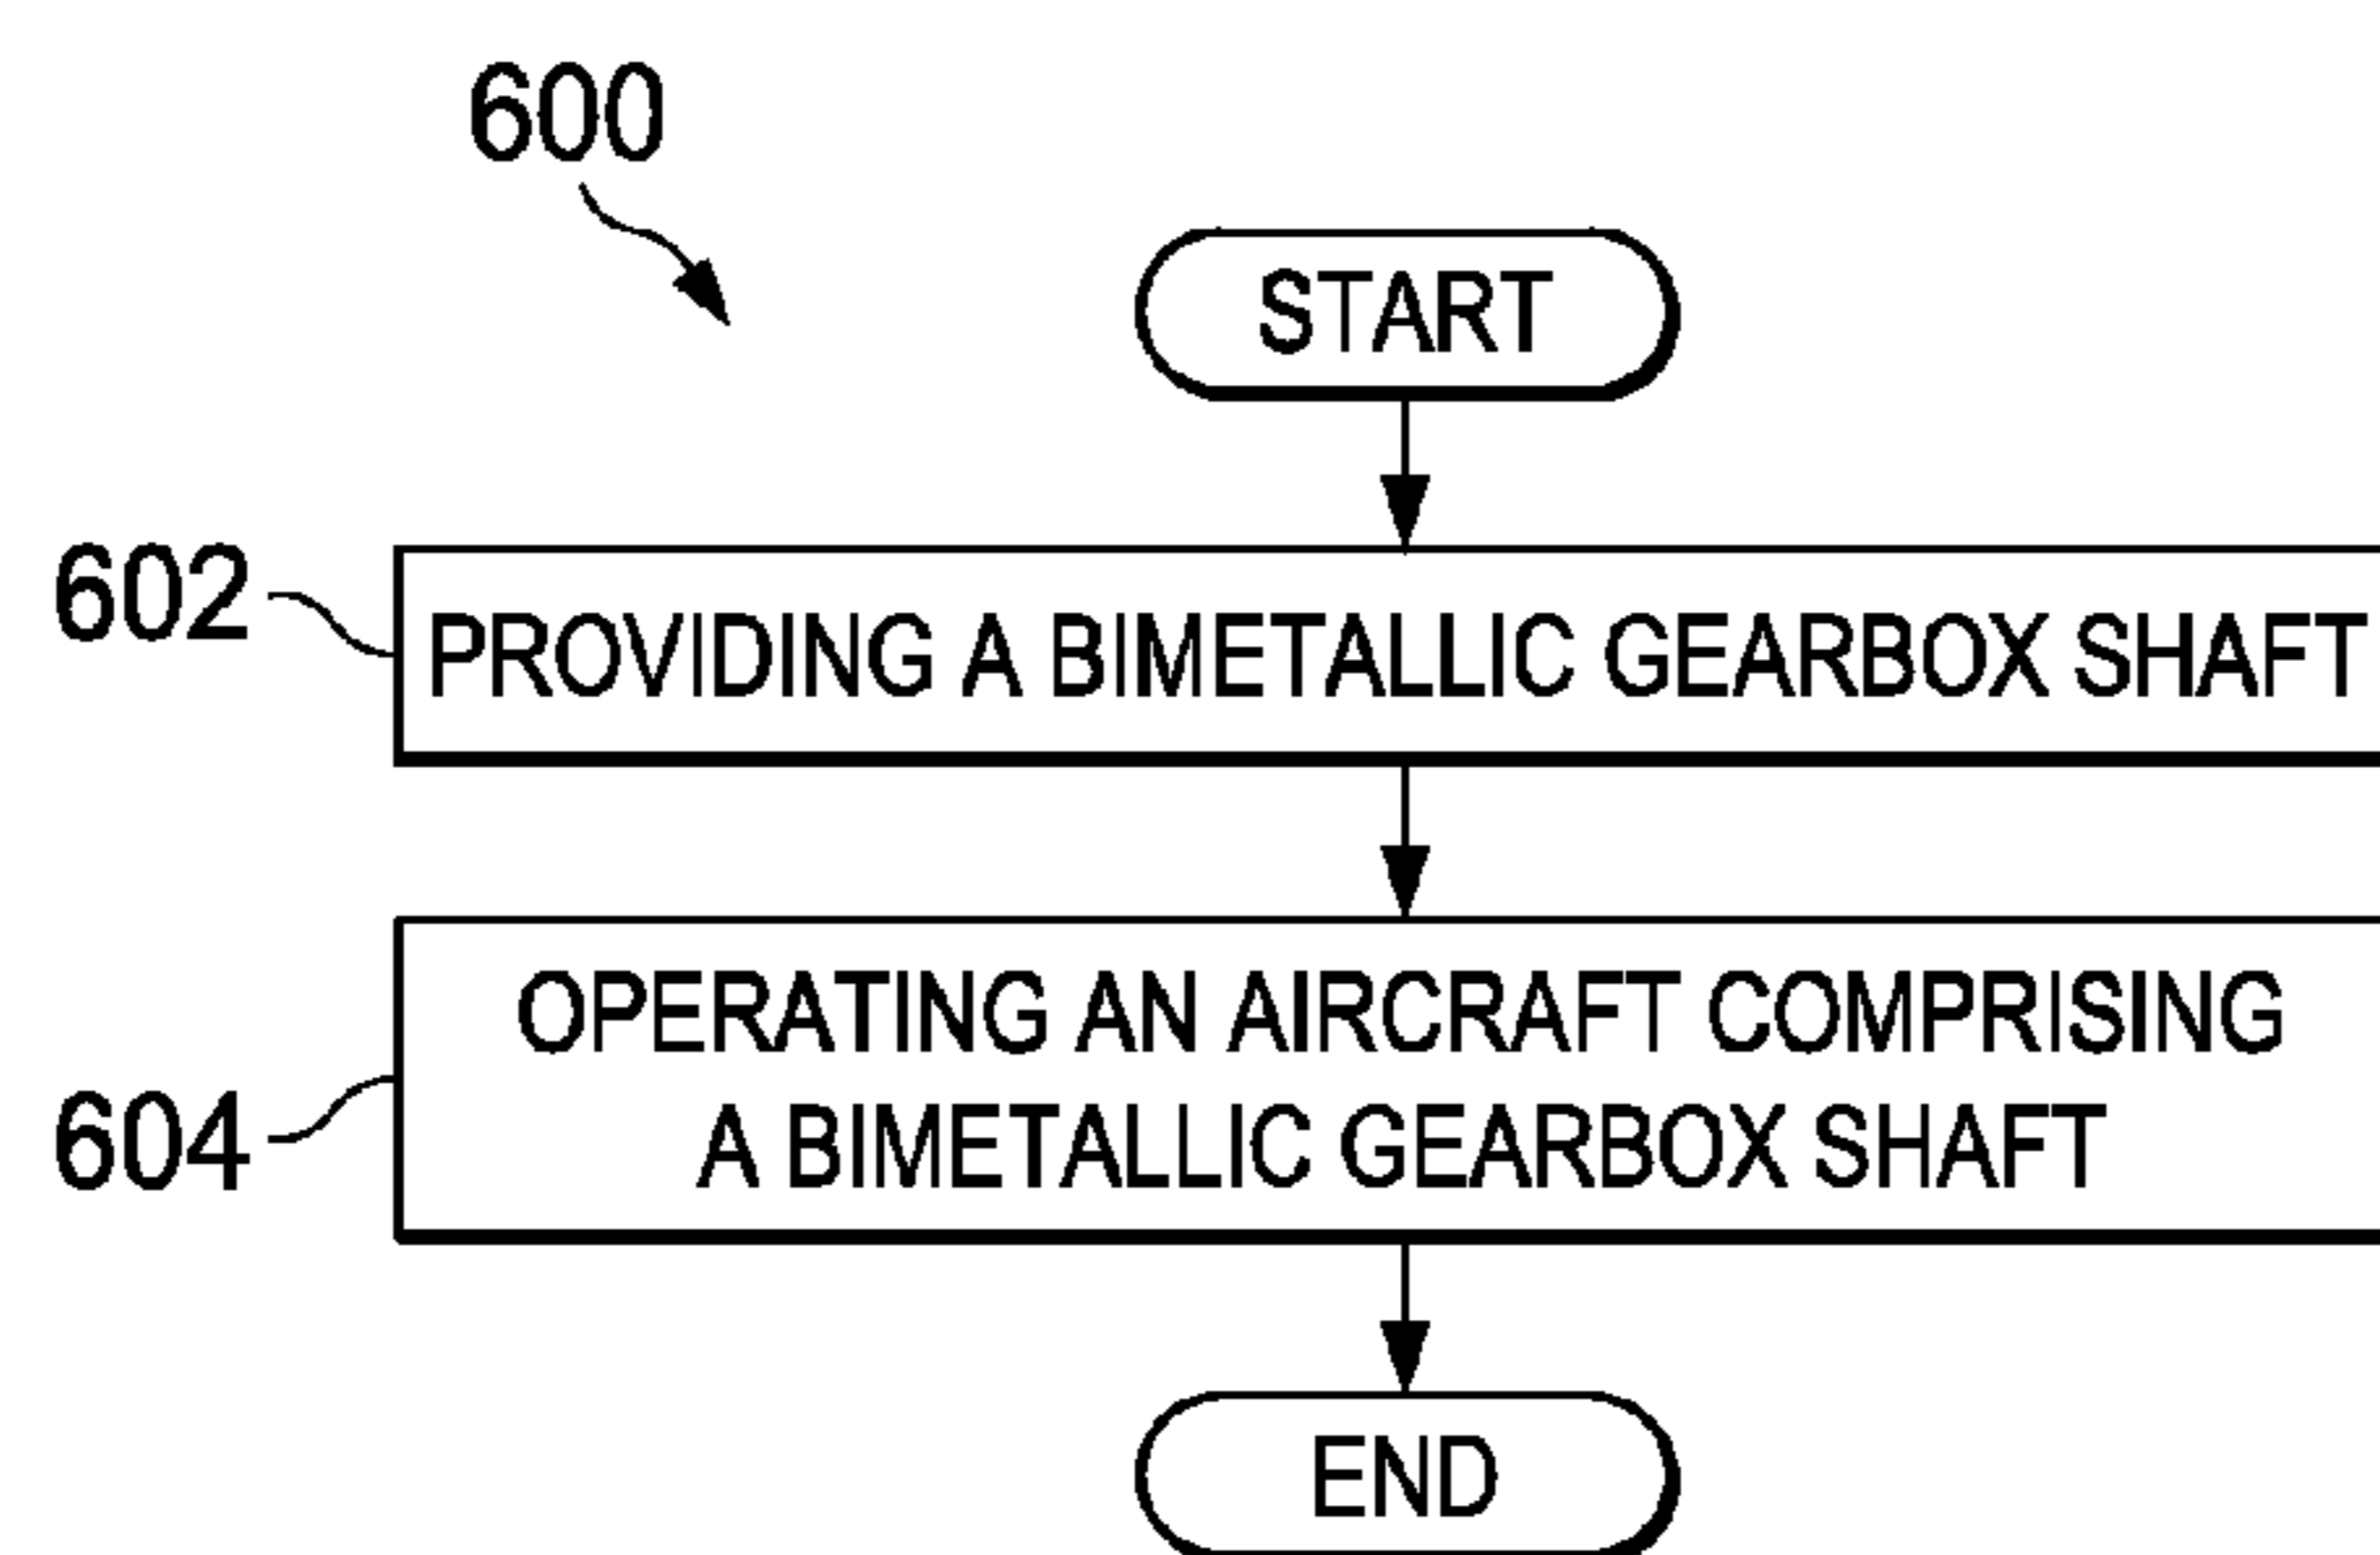 600
START
602
PROVIDING A BIMETALLIC GEARBOX SHAFT
OPERATING AN AIRCRAFT COMPRISING
A BIMETALLIC GEARBOX SHAFT
604
END